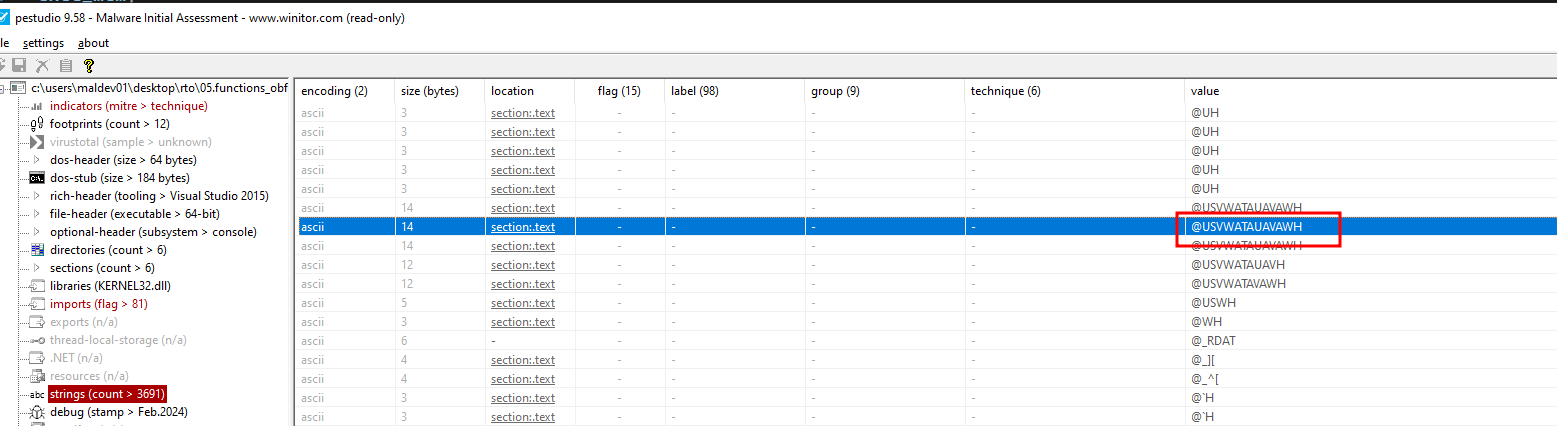 pestudio 9.58 - Malware Initial Assessment - www.winitor.com (read-only)
le settings about
c:\users\maldev01\desktop\rto\05.functions_obf
indicators (mitre > technique)
footprints (count > 12)
virustotal (sample > unknown)
dos-header (size > 64 bytes)
dos-stub (size > 184 bytes)
rich-header (tooling > Visual Studio 2015)
file-header (executable > 64-bit)
optional-header (subsystem > console)
directories (count > 6)
sections (count > 6)
libraries (KERNEL32.dll)
imports (flag > 81)
exports (n/a)
thread-local-storage (n/a)
.NET (n/a)
resources (n/a)
abc strings (count > 3691)
debug (stamp > Feb.2024)
encoding (2) size (bytes) location flag (15) label (98) group (9) technique (6) value
ascii 3 section:.text - - - - @UH
ascii 3 section:.text - - - - @UH
ascii 3 section:.text - - - - @UH
ascii 3 section:.text - - - - @UH
ascii 3 section:.text - - - - @UH
ascii 14 section:.text - - - - @USVWATAUAVAWH
ascii 14 section:.text - - - - @USVWATAUAVAWH
ascii 14 section:.text - - - - @USVWATAUAVAWH
ascii 12 section:.text - - - - @USVWATAUAVH
ascii 12 section:.text - - - - @USVWATAVAWH
ascii 5 section:.text - - - - @USWH
ascii 3 section:.text - - - - @WH
ascii 6 - - - - - @_RDAT
ascii 4 section:.text - - - - @_][
ascii 4 section:.text - - - - @_^[
ascii 3 section:.text - - - - @`H
ascii 3 section:.text - - - - @`H